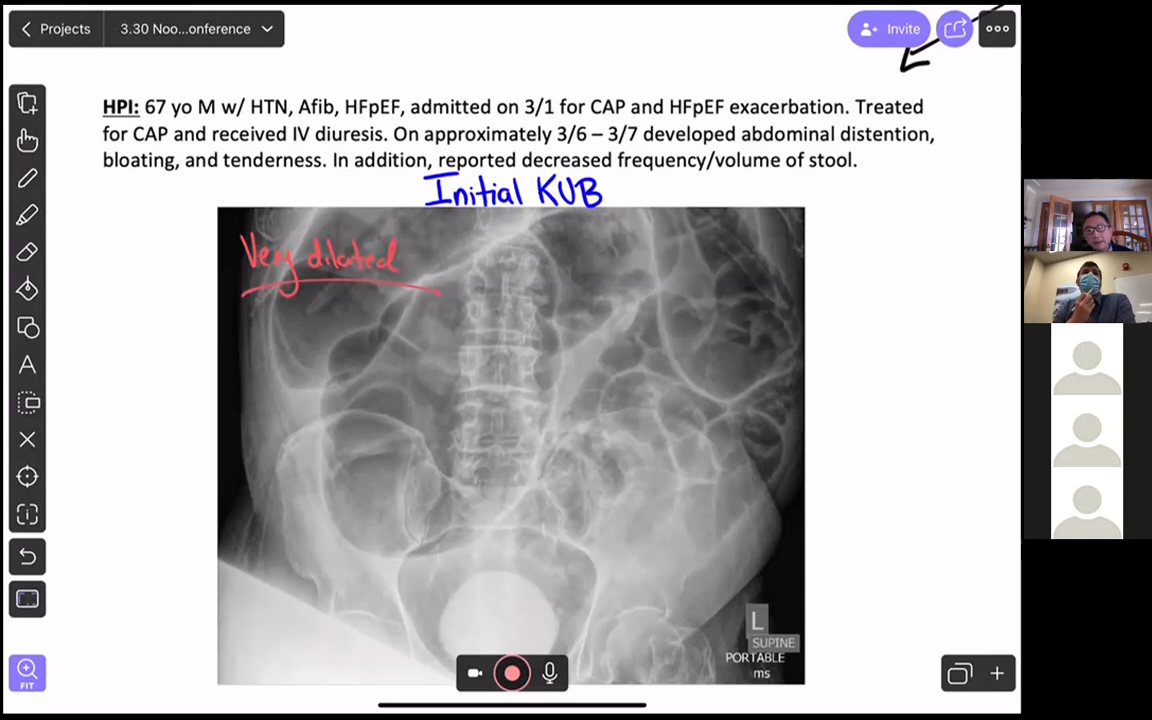 Projects
3.30 Noo...onference
Invite
HPI: 67 yo M w/ HTN, Afib, HFpEF, admitted on 3/1 for CAP and HFpEF exacerbation. Treated
for CAP and received IV diuresis. On approximately 3/6 – 3/7 developed abdominal distention,
bloating, and tenderness. In addition, reported decreased frequency/volume of stool.
Initial KUB
Very dilated
L
SUPINE
PORTABLE
ms
FIT